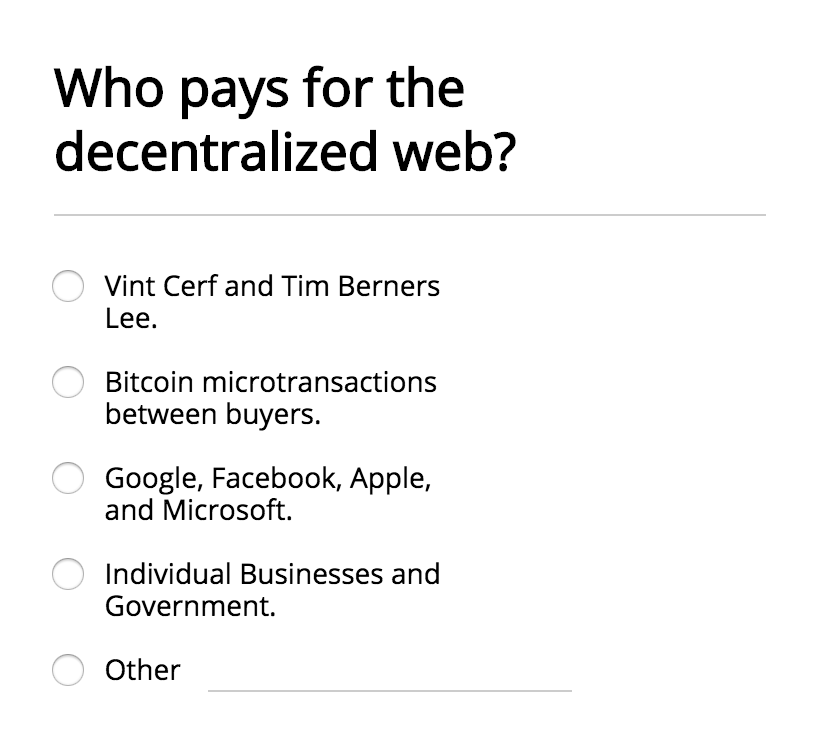 Who pays for the
decentralized web?
Vint Cerf and Tim Berners
Lee.
Bitcoin microtransactions
between buyers.
Google, Facebook, Apple,
and Microsoft.
Individual Businesses and
Government.
Other